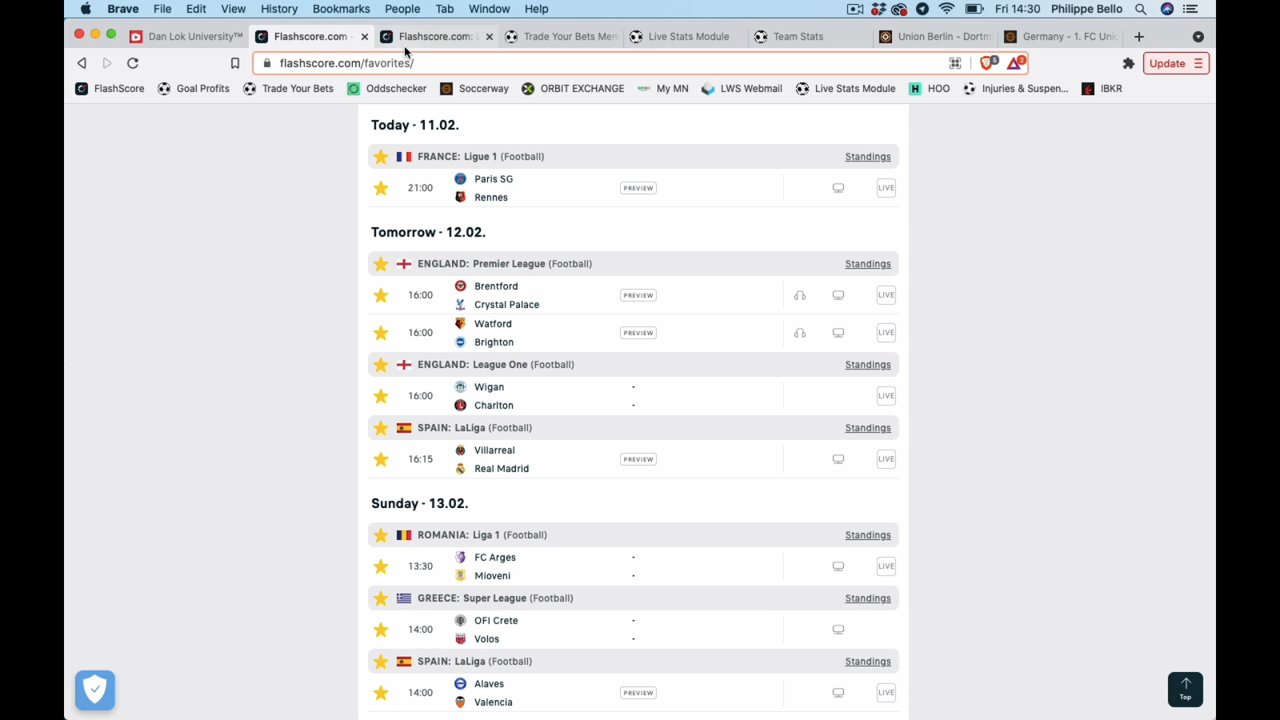 Brave File Edit View History Bookmarks People Tab Window Help Fri 14:30 Philippe Bello
Dan Lok University™ Flashscore.com - Flashscore.com: L Trade Your Bets Mem Live Stats Module Team Stats Union Berlin - Dortm Germany - 1. FC Unic
flashscore.com/favorites/ Update
FlashScore Goal Profits Trade Your Bets Oddschecker Soccerway ORBIT EXCHANGE My MN LWS Webmail Live Stats Module HOO Injuries & Suspen... IBKR
Today - 11.02.
FRANCE: Ligue 1 (Football) Standings
21:00 Paris SG PREVIEW LIVE
Rennes
Tomorrow - 12.02.
ENGLAND: Premier League (Football) Standings
16:00 Brentford PREVIEW LIVE
Crystal Palace
16:00 Watford PREVIEW LIVE
Brighton
ENGLAND: League One (Football) Standings
16:00 Wigan - LIVE
Charlton -
SPAIN: LaLiga (Football) Standings
16:15 Villarreal PREVIEW LIVE
Real Madrid
Sunday - 13.02.
ROMANIA: Liga 1 (Football) Standings
13:30 FC Arges - LIVE
Mioveni -
GREECE: Super League (Football) Standings
14:00 OFI Crete -
Volos -
SPAIN: LaLiga (Football) Standings
14:00 Alaves PREVIEW LIVE
Valencia
Top